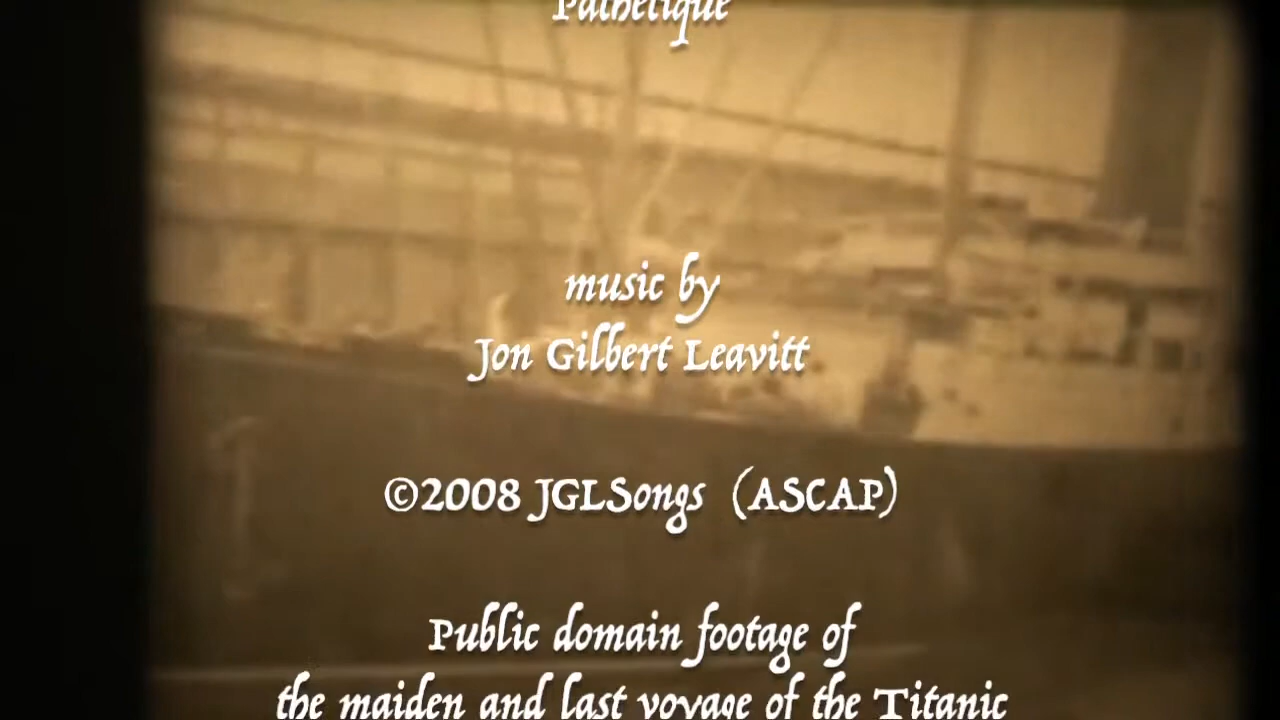 Pathetique
music by
Jon Gilbert Leavitt
©2008 JGLSongs (ASCAP)
Public domain footage of
the maiden and last voyage of the Titanic